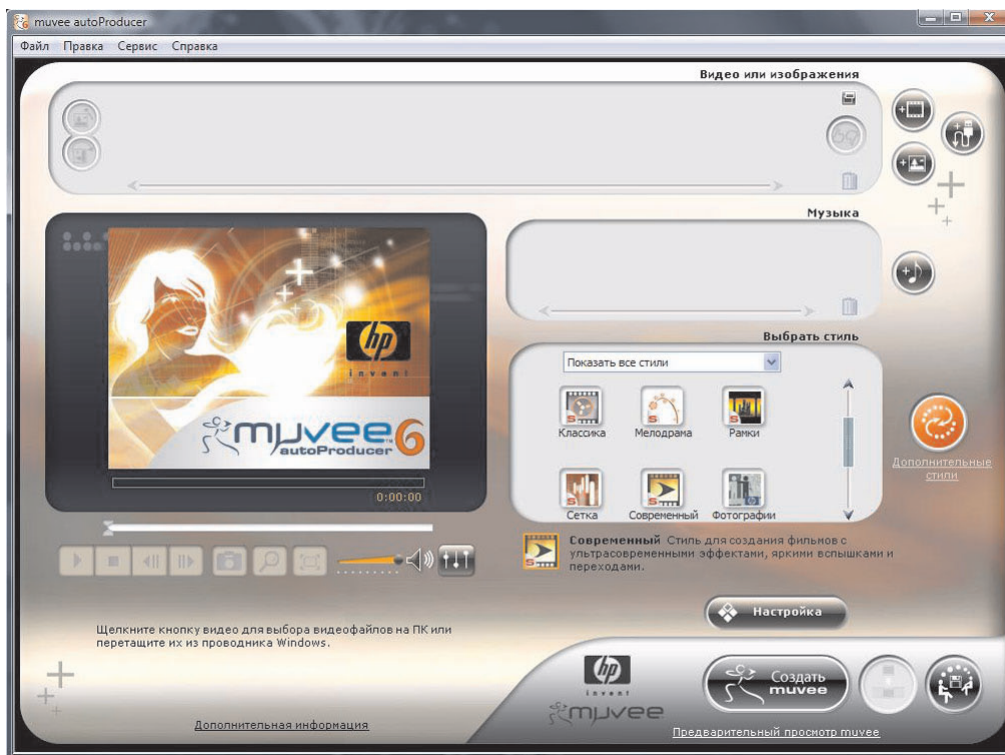 muvee autoProducer
Файл Правка Сервис Справка
Видео или изображения
Музыка
Выбрать стиль
Показать все стили
Классика Мелодрама Рамки
Сетка Современный Фотографии
Дополнительные
стили
hp
invent
muvee 6
autoProducer
0:00:00
Современный Стиль для создания фильмов с
ультрасовременными эффектами, яркими вспышками и
переходами.
Настройка
Щелкните кнопку видео для выбора видеофайлов на ПК или
перетащите их из проводника Windows.
Дополнительная информация
hp
invent
muvee
Создать
muvee
Предварительный просмотр muvee